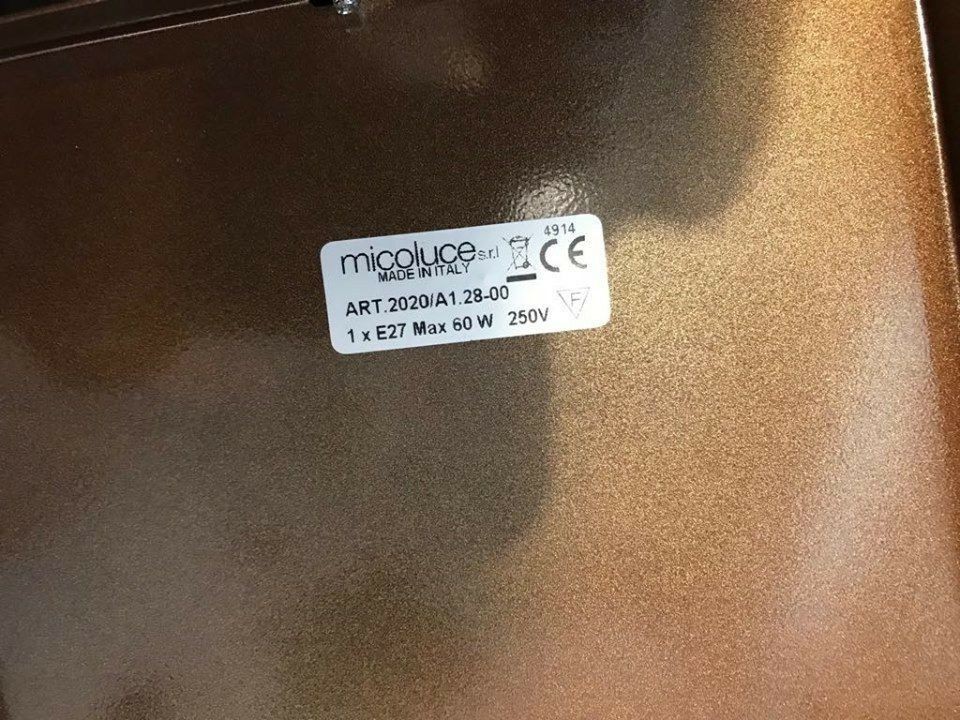 4914
micoluce s.r.l
CE
MADE IN ITALY
ART.2020/A1.28-00
F
1 x E27 Max 60 W 250V